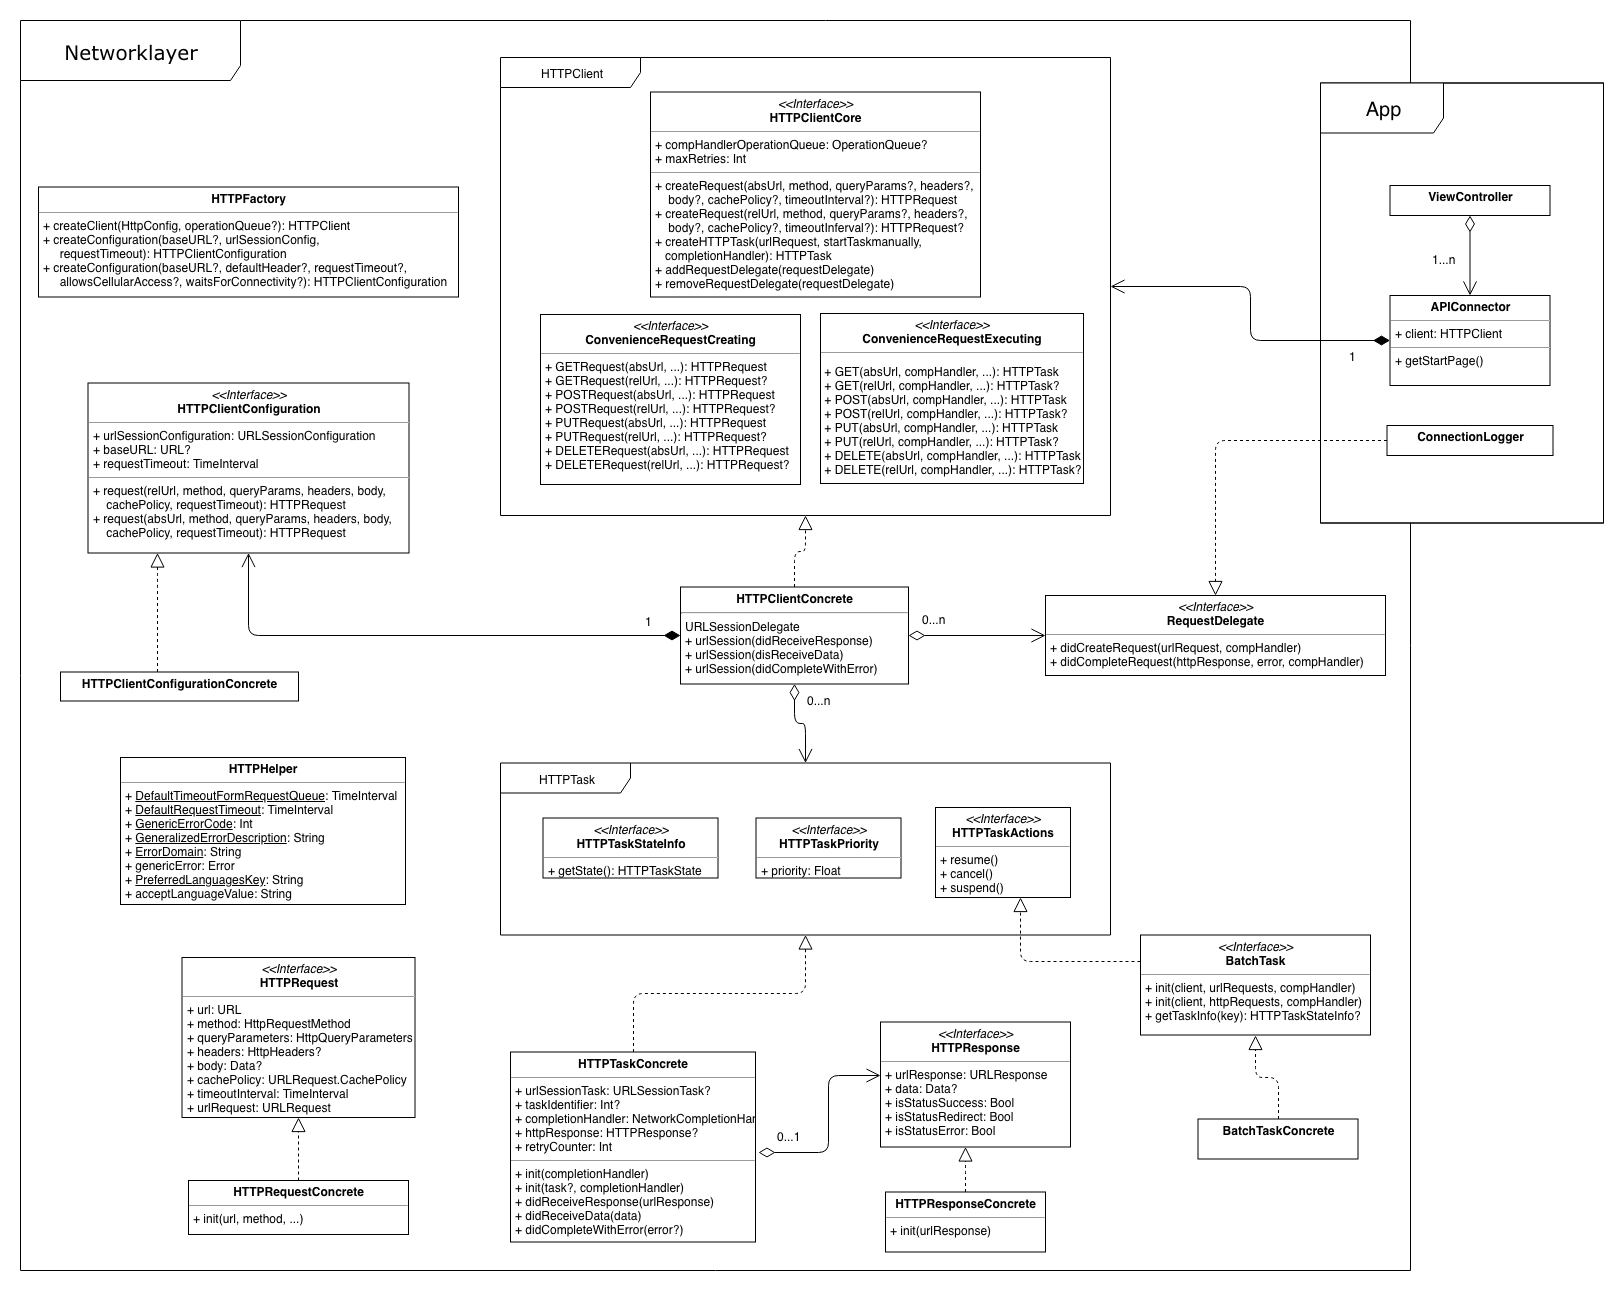 Networklayer
HTTPClient
<<Interface>>
HTTPClientCore
+ compHandlerOperationQueue: OperationQueue?
+ maxRetries: Int
+ createRequest(absUrl, method, queryParams?, headers?,
body?, cachePolicy?, timeoutInterval?): HTTPRequest
+ createRequest(relUrl, method, queryParams?, headers?,
body?, cachePolicy?, timeoutInferval?): HTTPRequest?
+ createHTTPTask(urlRequest, startTaskmanually,
completionHandler): HTTPTask
+ addRequestDelegate(requestDelegate)
+ removeRequestDelegate(requestDelegate)
<<Interface>>
ConvenienceRequestCreating
+ GETRequest(absUrl, ...): HTTPRequest
+ GETRequest(relUrl, ...): HTTPRequest?
+ POSTRequest(absUrl, ...): HTTPRequest
+ POSTRequest(relUrl, ...): HTTPRequest?
+ PUTRequest(absUrl, ...): HTTPRequest
+ PUTRequest(relUrl, ...): HTTPRequest?
+ DELETERequest(absUrl, ...): HTTPRequest
+ DELETERequest(relUrl, ...): HTTPRequest?
<<Interface>>
ConvenienceRequestExecuting
+ GET(absUrl, compHandler, ...): HTTPTask
+ GET(relUrl, compHandler, ...): HTTPTask?
+ POST(absUrl, compHandler, ...): HTTPTask
+ POST(relUrl, compHandler, ...): HTTPTask?
+ PUT(absUrl, compHandler, ...): HTTPTask
+ PUT(relUrl, compHandler, ...): HTTPTask?
+ DELETE(absUrl, compHandler, ...): HTTPTask
+ DELETE(relUrl, compHandler, ...): HTTPTask?
App
ViewController
1...n
APIConnector
+ client: HTTPClient
+ getStartPage()
1
ConnectionLogger
HTTPFactory
+ createClient(HttpConfig, operationQueue?): HTTPClient
+ createConfiguration(baseURL?, urlSessionConfig,
requestTimeout): HTTPClientConfiguration
+ createConfiguration(baseURL?, defaultHeader?, requestTimeout?,
allowsCellularAccess?, waitsForConnectivity?): HTTPClientConfiguration
<<Interface>>
HTTPClientConfiguration
+ urlSessionConfiguration: URLSessionConfiguration
+ baseURL: URL?
+ requestTimeout: TimeInterval
+ request(relUrl, method, queryParams, headers, body,
cachePolicy, requestTimeout): HTTPRequest
+ request(absUrl, method, queryParams, headers, body,
cachePolicy, requestTimeout): HTTPRequest
HTTPClientConfigurationConcrete
1
HTTPClientConcrete
URLSessionDelegate
+ urlSession(didReceiveResponse)
+ urlSession(disReceiveData)
+ urlSession(didCompleteWithError)
0...n
0...n
<<Interface>>
RequestDelegate
+ didCreateRequest(urlRequest, compHandler)
+ didCompleteRequest(httpResponse, error, compHandler)
HTTPHelper
+ DefaultTimeoutFormRequestQueue: TimeInterval
+ DefaultRequestTimeout: TimeInterval
+ GenericErrorCode: Int
+ GeneralizedErrorDescription: String
+ ErrorDomain: String
+ genericError: Error
+ PreferredLanguagesKey: String
+ acceptLanguageValue: String
HTTPTask
<<Interface>>
HTTPTaskStateInfo
+ getState(): HTTPTaskState
<<Interface>>
HTTPTaskPriority
+ priority: Float
<<Interface>>
HTTPTaskActions
+ resume()
+ cancel()
+ suspend()
<<Interface>>
BatchTask
+ init(client, urlRequests, compHandler)
+ init(client, httpRequests, compHandler)
+ getTaskInfo(key): HTTPTaskStateInfo?
BatchTaskConcrete
<<Interface>>
HTTPRequest
+ url: URL
+ method: HttpRequestMethod
+ queryParameters: HttpQueryParameters
+ headers: HttpHeaders?
+ body: Data?
+ cachePolicy: URLRequest.CachePolicy
+ timeoutInterval: TimeInterval
+ urlRequest: URLRequest
HTTPRequestConcrete
+ init(url, method, ...)
HTTPTaskConcrete
+ urlSessionTask: URLSessionTask?
+ taskIdentifier: Int?
+ completionHandler: NetworkCompletionHar
+ httpResponse: HTTPResponse?
+ retryCounter: Int
+ init(completionHandler)
+ init(task?, completionHandler)
+ didReceiveResponse(urlResponse)
+ didReceiveData(data)
+ didCompleteWithError(error?)
0...1
<<Interface>>
HTTPResponse
+ urlResponse: URLResponse
+ data: Data?
+ isStatusSuccess: Bool
+ isStatusRedirect: Bool
+ isStatusError: Bool
HTTPResponseConcrete
+ init(urlResponse)